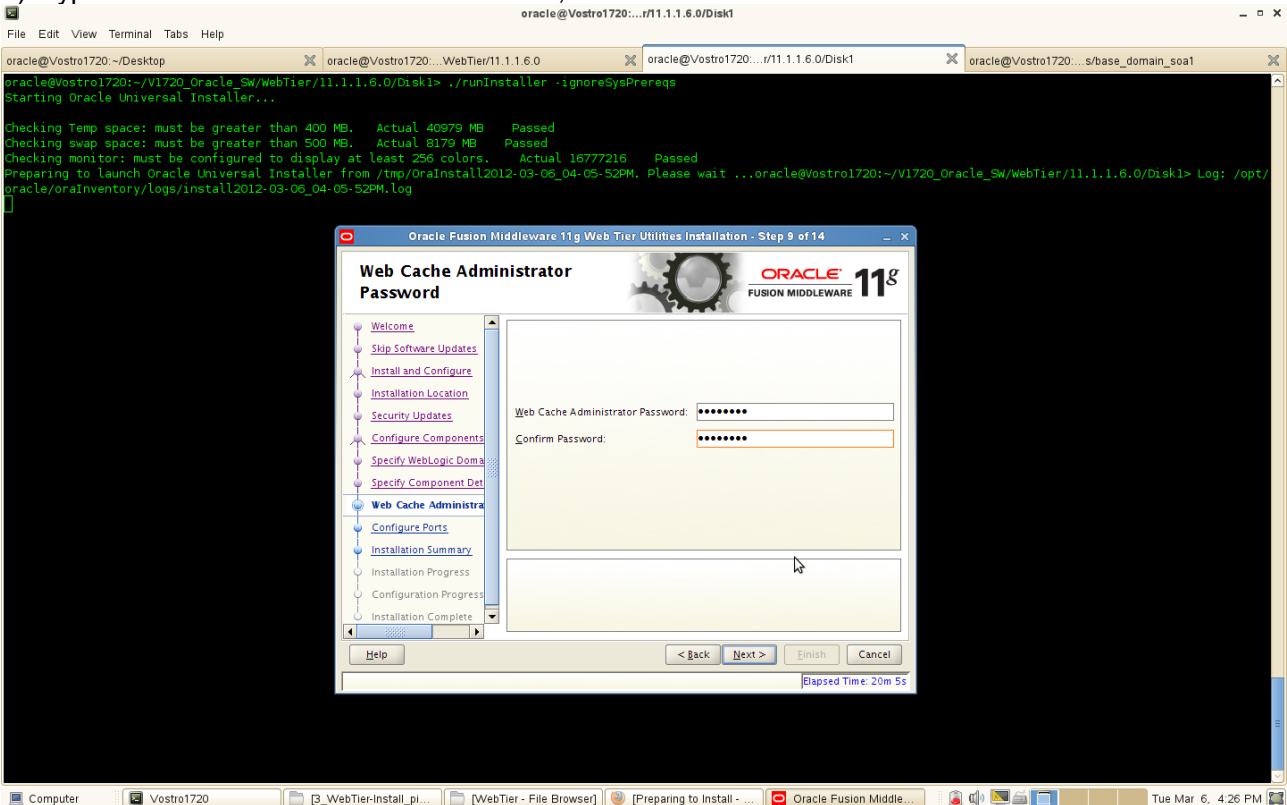 oracle@Vostro1720:...r/11.1.1.6.0/Disk1
File Edit View Terminal Tabs Help
oracle@Vostro1720:~/Desktop oracle@Vostro1720:...WebTier/11.1.1.6.0 oracle@Vostro1720:...r/11.1.1.6.0/Disk1 oracle@Vostro1720:...s/base_domain_soa1
oracle@Vostro1720:~/V1720_Oracle_SW/WebTier/11.1.1.6.0/Disk1> ./runInstaller -ignoreSysPrereqs
Starting Oracle Universal Installer...
Checking Temp space: must be greater than 400 MB. Actual 40979 MB Passed
Checking swap space: must be greater than 500 MB. Actual 8179 MB Passed
Checking monitor: must be configured to display at least 256 colors. Actual 16777216 Passed
Preparing to launch Oracle Universal Installer from /tmp/OraInstall2012-03-06_04-05-52PM. Please wait ...oracle@Vostro1720:~/V1720_Oracle_SW/WebTier/11.1.1.6.0/Disk1> Log: /opt/
oracle/oraInventory/logs/install2012-03-06_04-05-52PM.log
Oracle Fusion Middleware 11g Web Tier Utilities Installation - Step 9 of 14
Web Cache Administrator
Password
ORACLE
FUSION MIDDLEWARE 11g
Welcome
Skip Software Updates
Install and Configure
Installation Location
Security Updates
Configure Components
Specify WebLogic Doma
Specify Component Det
Web Cache Administra
Configure Ports
Installation Summary
Installation Progress
Configuration Progress
Installation Complete
Web Cache Administrator Password: ••••••••
Confirm Password: ••••••••
Help < Back Next > Finish Cancel
Elapsed Time: 20m 5s
Computer Vostro1720 [3_WebTier-Install_pi... [WebTier - File Browser] [Preparing to Install - ... Oracle Fusion Middle... Tue Mar 6, 4:26 PM